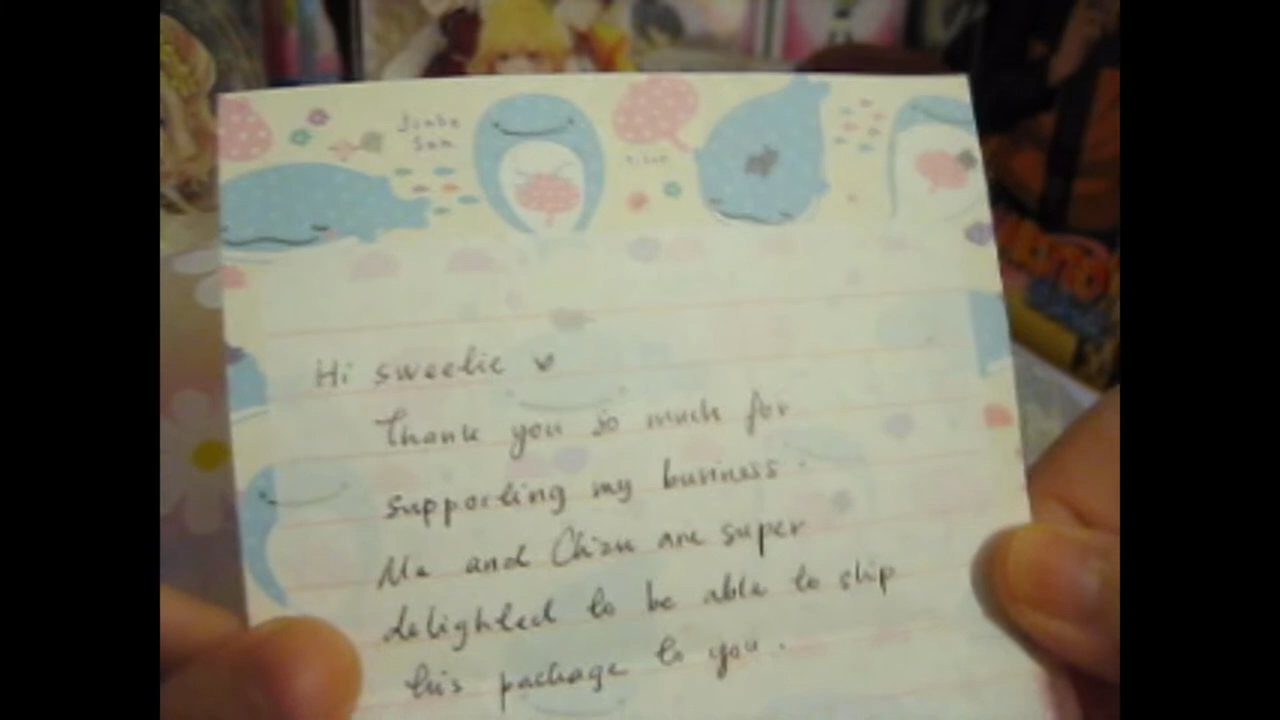 Jinbe
San
Hi sweetie ♥
Thank you so much for
supporting my business.
Me and Chizu are super
delighted to be able to ship
this package to you.